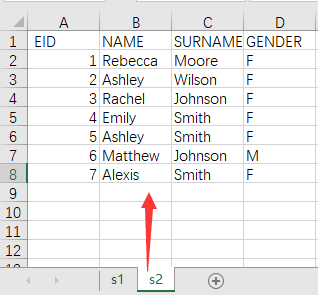 A B C D
1 EID NAME SURNAME GENDER
2 1 Rebecca Moore F
3 2 Ashley Wilson F
4 3 Rachel Johnson F
5 4 Emily Smith F
6 5 Ashley Smith F
7 6 Matthew Johnson M
8 7 Alexis Smith F
9
10
11
12
s1 s2